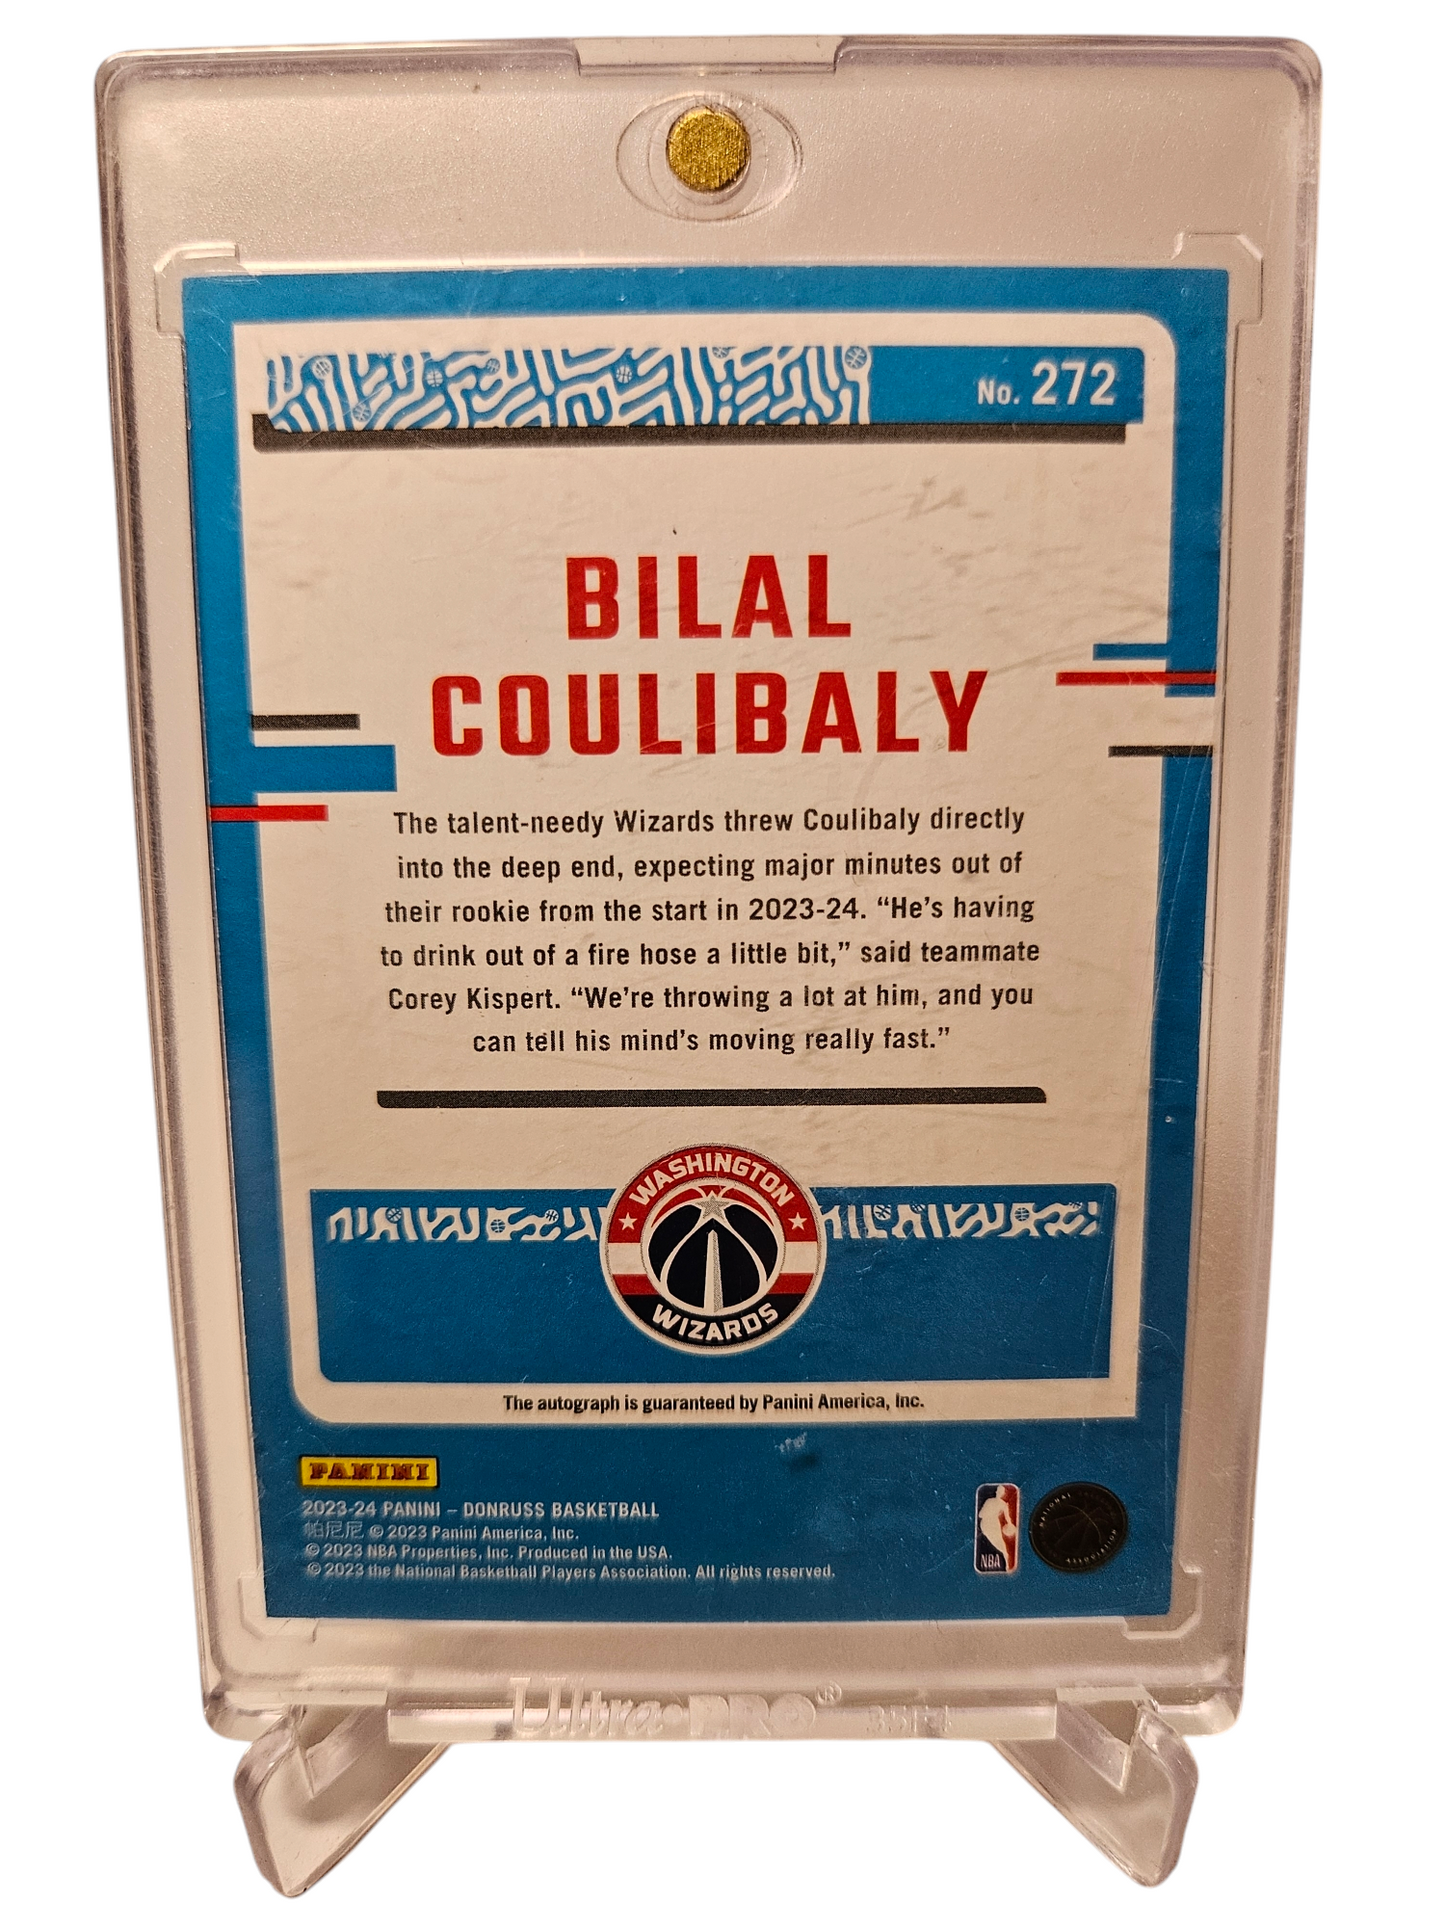 No. 272
BILAL
COULIBALY
The talent-needy Wizards threw Coulibaly directly
into the deep end, expecting major minutes out of
their rookie from the start in 2023-24. “He’s having
to drink out of a fire hose a little bit,” said teammate
Corey Kispert. “We’re throwing a lot at him, and you
can tell his mind’s moving really fast.”
WASHINGTON
WIZARDS
The autograph is guaranteed by Panini America, Inc.
PANINI
2023-24 PANINI – DONRUSS BASKETBALL
帕尼尼 © 2023 Panini America, Inc.
© 2023 NBA Properties, Inc. Produced in the USA.
© 2023 the National Basketball Players Association. All rights reserved.
NBA
NATIONAL
ASSOCIATION
Ultra•PRO®